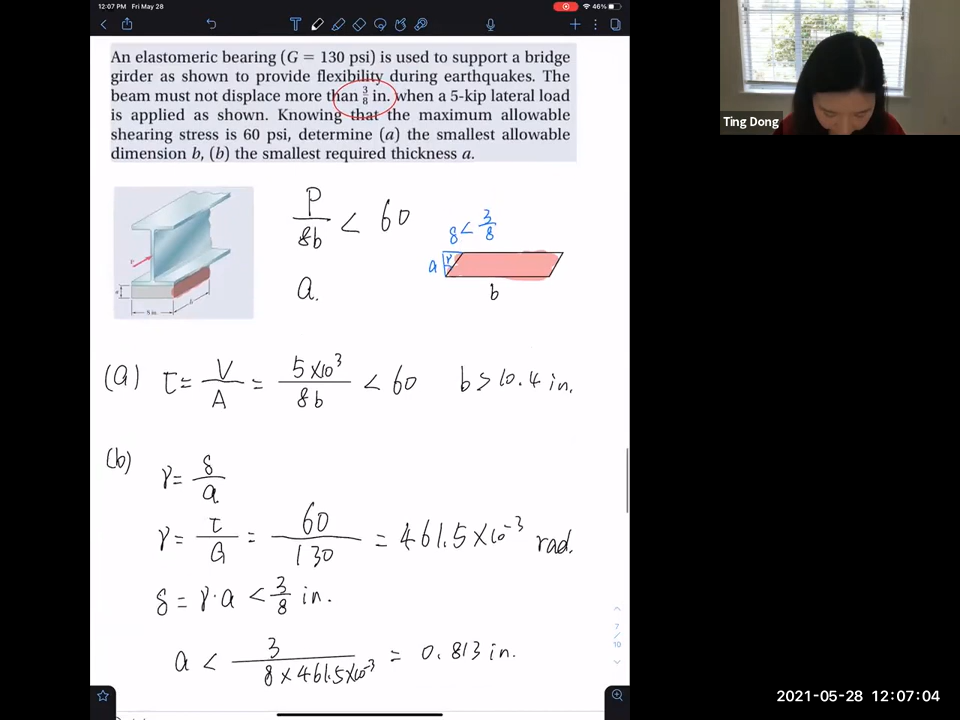 12:07 PM Fri May 28
46%
T
An elastomeric bearing (G = 130 psi) is used to support a bridge
girder as shown to provide flexibility during earthquakes. The
beam must not displace more than 3/8 in. when a 5-kip lateral load
is applied as shown. Knowing that the maximum allowable
shearing stress is 60 psi, determine (a) the smallest allowable
dimension b, (b) the smallest required thickness a.
P
a
8 in.
b
P/8b < 60
a.
δ < 3/8
a
γ
b
(a) τ = V/A = 5×10³/8b < 60 b > 10.4 in.
(b)
γ = δ/a
γ = τ/G = 60/130 = 461.5×10⁻³ rad.
δ = γ·a < 3/8 in.
a < 3/8×461.5×10⁻³ = 0.813 in.
7
/
10
Ting Dong
2021-05-28 12:07:04